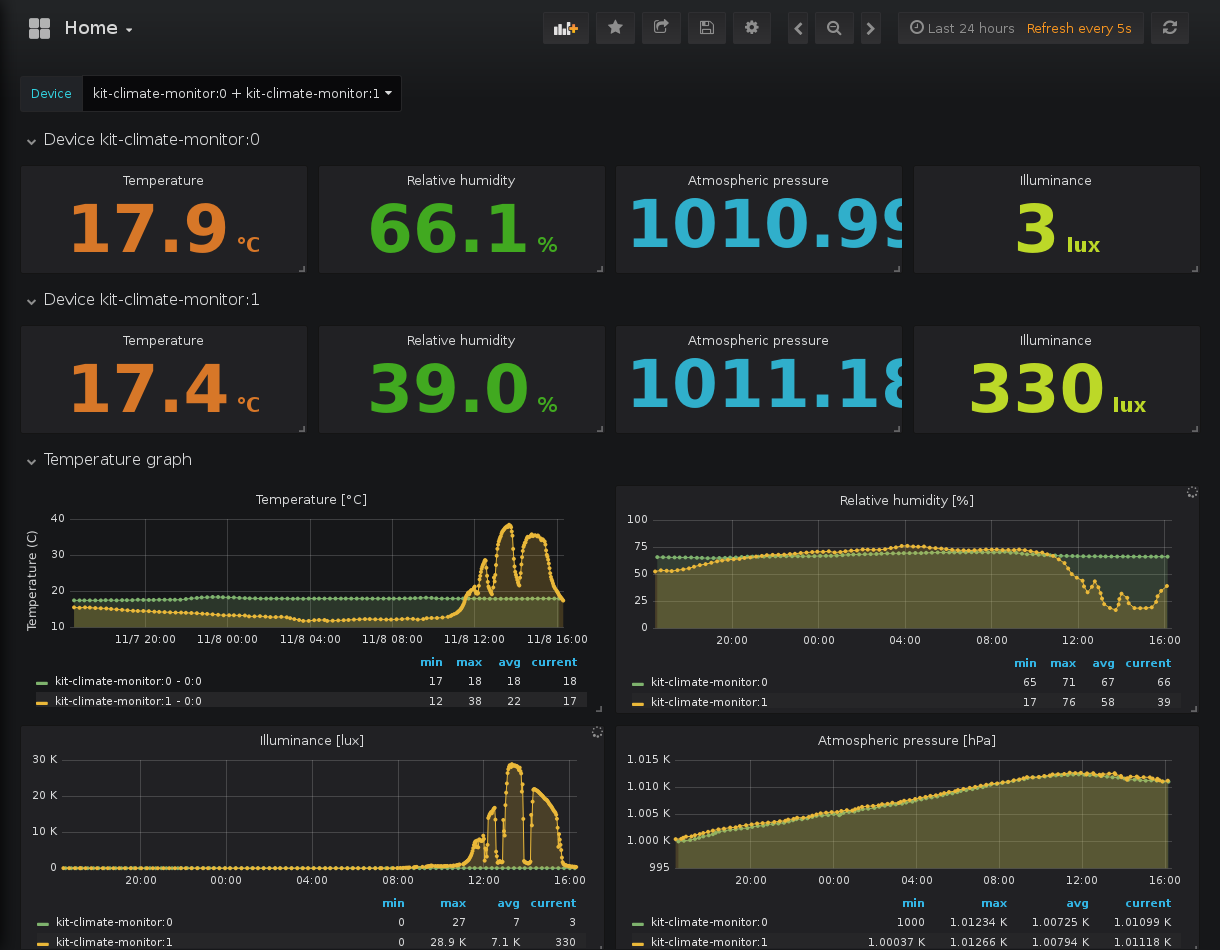 Home
Last 24 hours Refresh every 5s
Device kit-climate-monitor:0 + kit-climate-monitor:1
Device kit-climate-monitor:0
Temperature Relative humidity Atmospheric pressure Illuminance
17.9 °C 66.1 % 1010.99 3 lux
Device kit-climate-monitor:1
Temperature Relative humidity Atmospheric pressure Illuminance
17.4 °C 39.0 % 1011.18 330 lux
Temperature graph
Temperature [°C]
Temperature (C)
40
30
20
10
11/7 20:00 11/8 00:00 11/8 04:00 11/8 08:00 11/8 12:00 11/8 16:00
min max avg current
kit-climate-monitor:0 - 0:0 17 18 18 18
kit-climate-monitor:1 - 0:0 12 38 22 17
Relative humidity [%]
100
75
50
25
0
20:00 00:00 04:00 08:00 12:00 16:00
min max avg current
kit-climate-monitor:0 65 71 67 66
kit-climate-monitor:1 17 76 58 39
Illuminance [lux]
30 K
20 K
10 K
0
20:00 00:00 04:00 08:00 12:00 16:00
min max avg current
kit-climate-monitor:0 0 27 7 3
kit-climate-monitor:1 0 28.9 K 7.1 K 330
Atmospheric pressure [hPa]
1.015 K
1.010 K
1.005 K
1.000 K
995
20:00 00:00 04:00 08:00 12:00 16:00
min max avg current
kit-climate-monitor:0 1000 1.01234 K 1.00725 K 1.01099 K
kit-climate-monitor:1 1.00037 K 1.01266 K 1.00794 K 1.01118 K